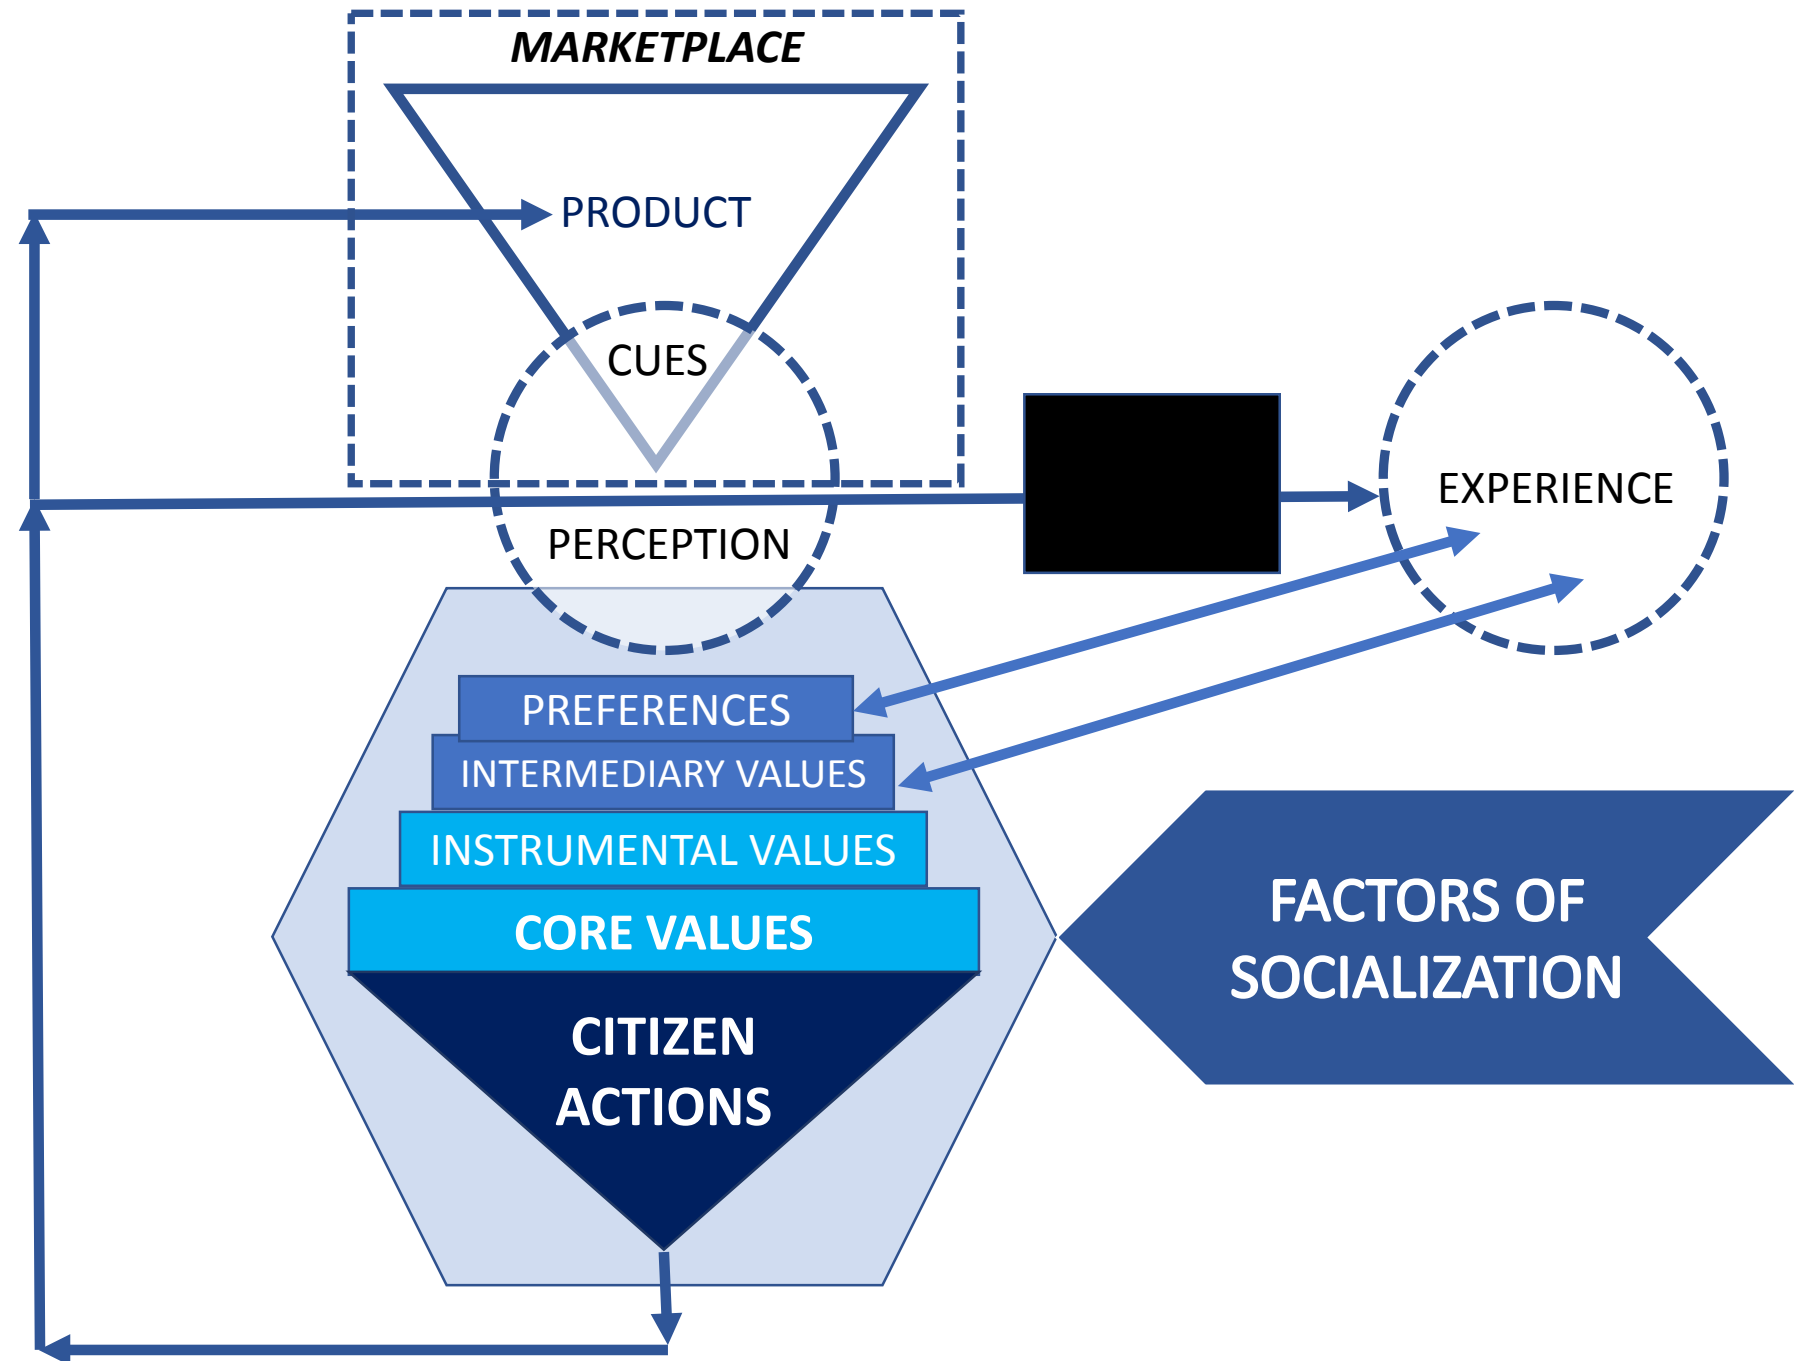 MARKETPLACE
PRODUCT
CUES
PERCEPTION
EXPERIENCE
PREFERENCES
INTERMEDIARY VALUES
INSTRUMENTAL VALUES
CORE VALUES
CITIZEN
ACTIONS
FACTORS OF
SOCIALIZATION